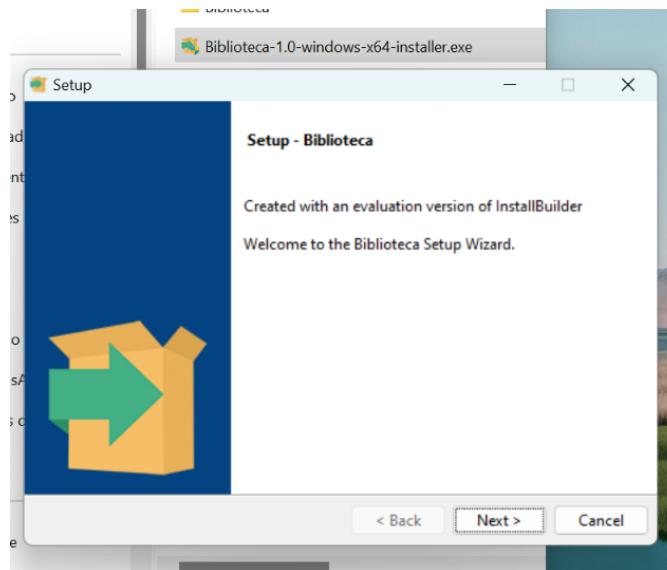 Biblioteca
Biblioteca-1.0-windows-x64-installer.exe
Setup
Setup - Biblioteca
Created with an evaluation version of InstallBuilder
Welcome to the Biblioteca Setup Wizard.
< Back
Next >
Cancel